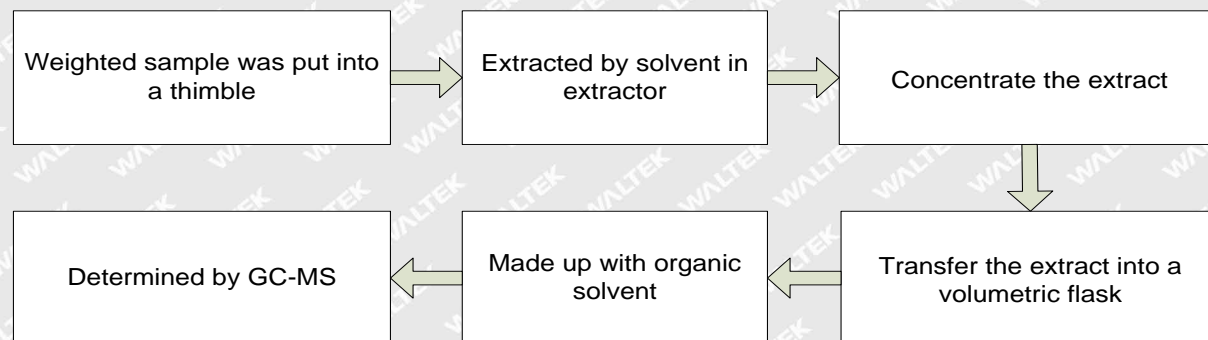 Weighted sample was put into
a thimble
Extracted by solvent in
extractor
Concentrate the extract
Transfer the extract into a
volumetric flask
Made up with organic
solvent
Determined by GC-MS
WALTEK